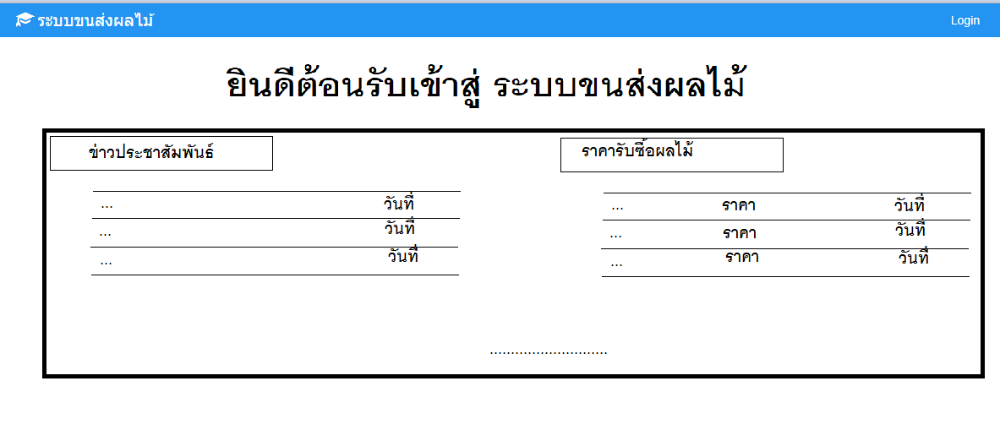 ระบบขนส่งผลไม้ Login
ยินดีต้อนรับเข้าสู่ ระบบขนส่งผลไม้
ข่าวประชาสัมพันธ์
... วันที่
... วันที่
... วันที่
ราคารับซื้อผลไม้
... ราคา วันที่
... ราคา วันที่
... ราคา วันที่
............................